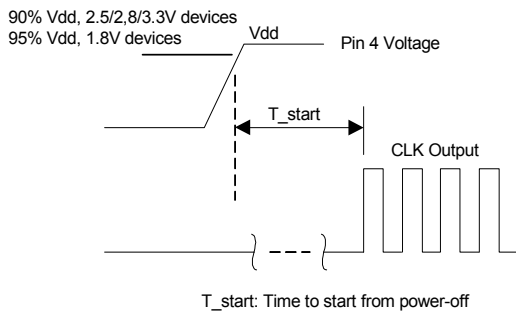 90% Vdd, 2.5/2,8/3.3V devices
95% Vdd, 1.8V devices
Vdd
Pin 4 Voltage
T_start
CLK Output
T_start: Time to start from power-off